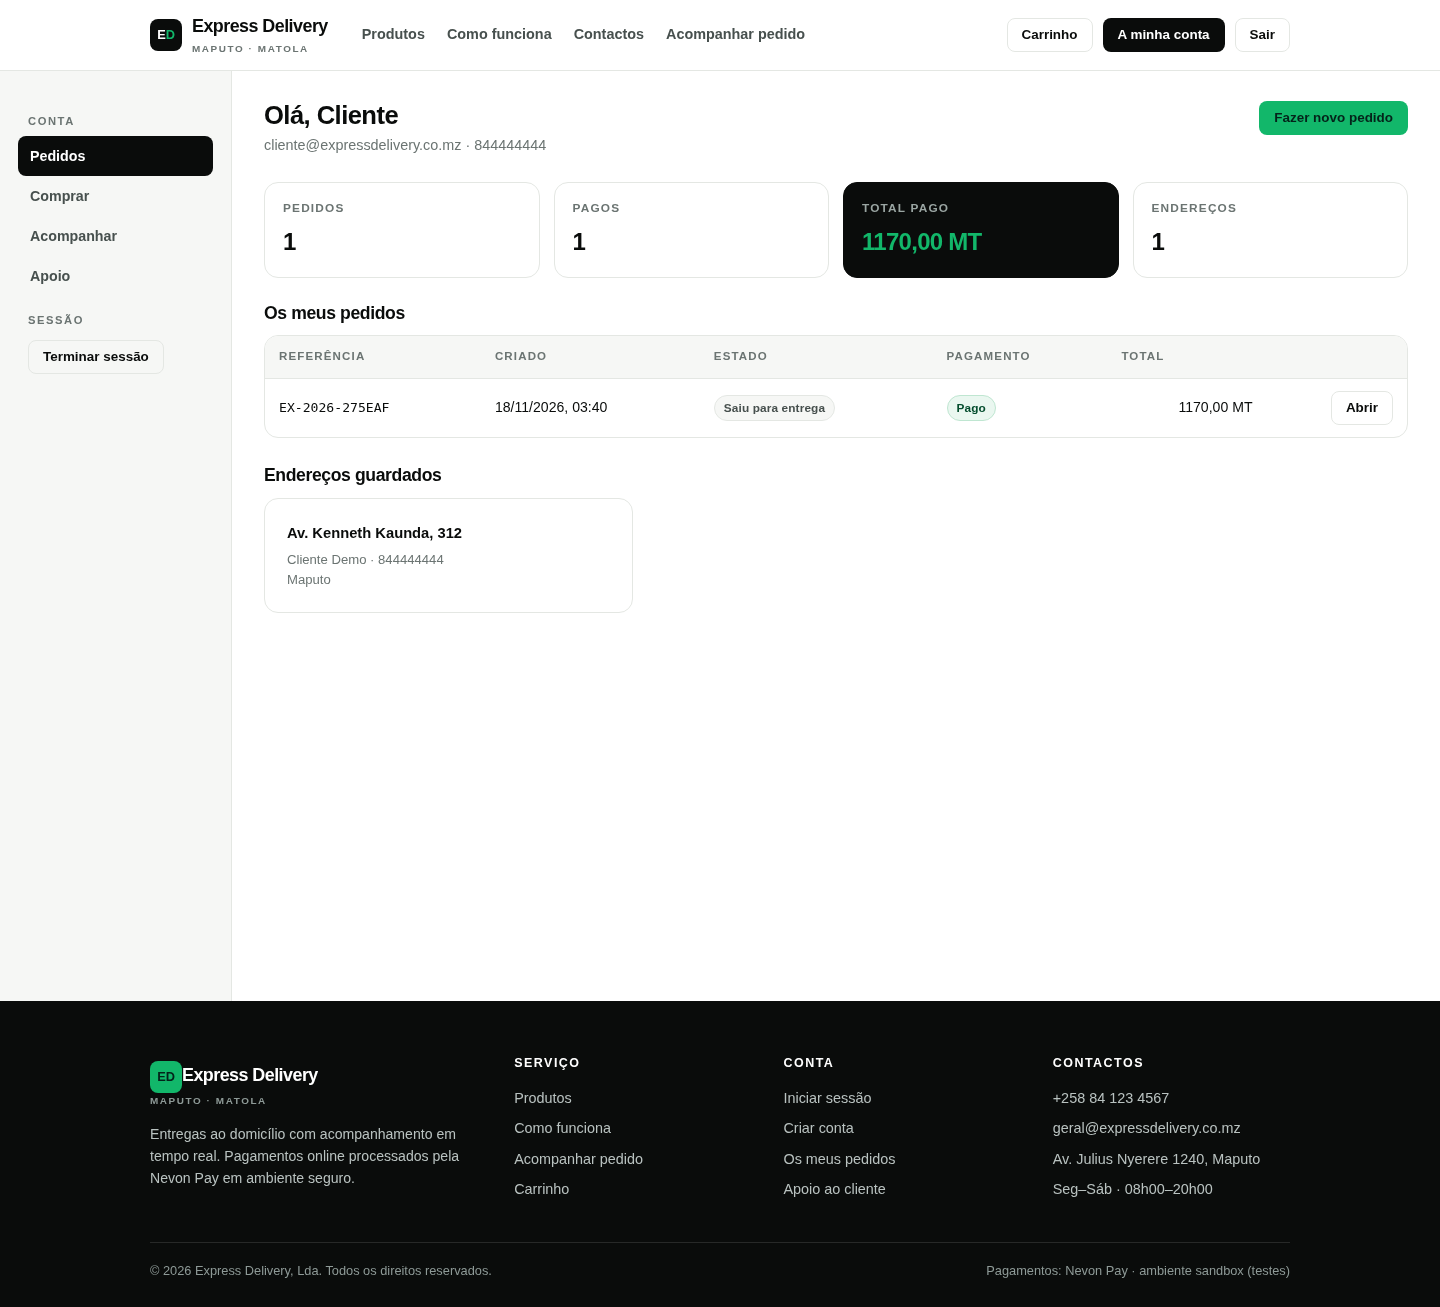 ED
Express Delivery
MAPUTO · MATOLA
Produtos
Como funciona
Contactos
Acompanhar pedido
Carrinho
A minha conta
Sair
CONTA
Pedidos
Comprar
Acompanhar
Apoio
SESSÃO
Terminar sessão
Olá, Cliente
cliente@expressdelivery.co.mz · 844444444
Fazer novo pedido
PEDIDOS
1
PAGOS
1
TOTAL PAGO
1170,00 MT
ENDEREÇOS
1
Os meus pedidos
REFERÊNCIA CRIADO ESTADO PAGAMENTO TOTAL
EX-2026-275EAF 18/11/2026, 03:40 Saiu para entrega Pago 1170,00 MT Abrir
Endereços guardados
Av. Kenneth Kaunda, 312
Cliente Demo · 844444444
Maputo
ED Express Delivery
MAPUTO · MATOLA
Entregas ao domicílio com acompanhamento em
tempo real. Pagamentos online processados pela
Nevon Pay em ambiente seguro.
SERVIÇO
Produtos
Como funciona
Acompanhar pedido
Carrinho
CONTA
Iniciar sessão
Criar conta
Os meus pedidos
Apoio ao cliente
CONTACTOS
+258 84 123 4567
geral@expressdelivery.co.mz
Av. Julius Nyerere 1240, Maputo
Seg–Sáb · 08h00–20h00
© 2026 Express Delivery, Lda. Todos os direitos reservados.
Pagamentos: Nevon Pay · ambiente sandbox (testes)